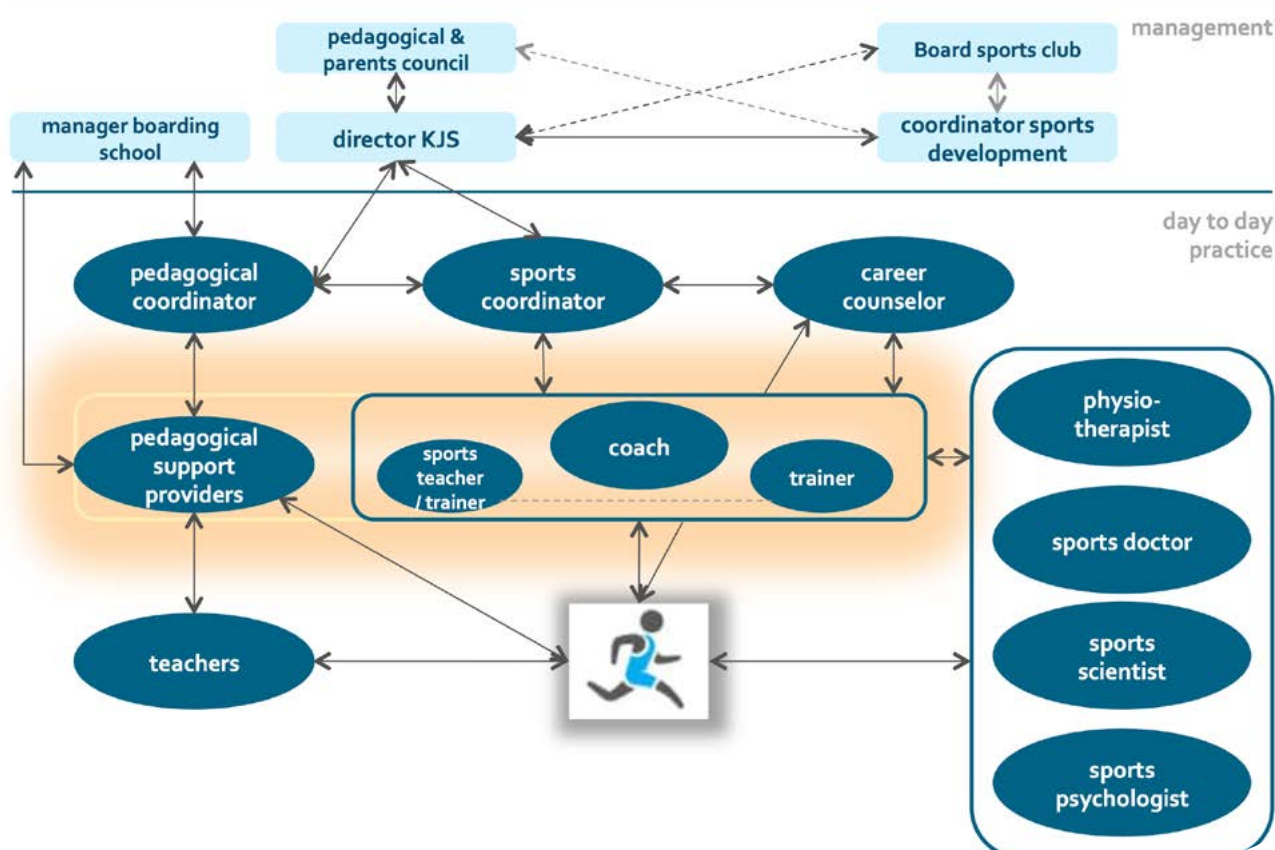 management
pedagogical &
parents council
Board sports club
manager boarding
school
director KJS
coordinator sports
development
day to day
practice
pedagogical
coordinator
sports
coordinator
career
counselor
pedagogical
support
providers
sports
teacher
/ trainer
coach
trainer
physio-
therapist
sports doctor
teachers
sports
scientist
sports
psychologist